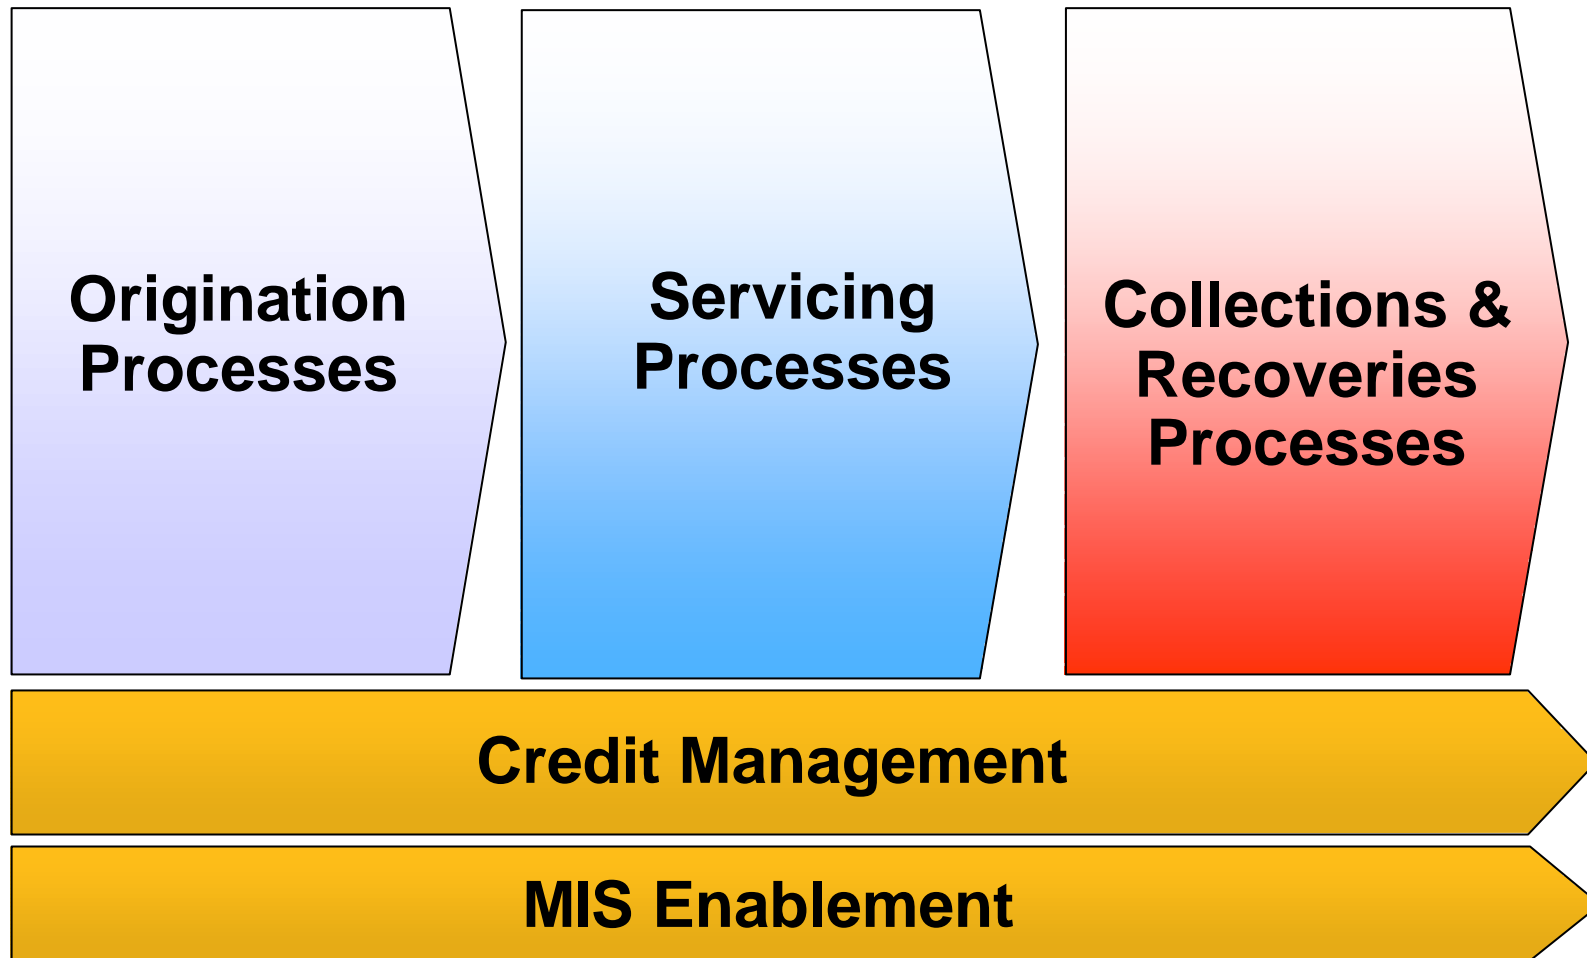 Origination
Processes
Servicing
Processes
Collections &
Recoveries
Processes
Credit Management
MIS Enablement